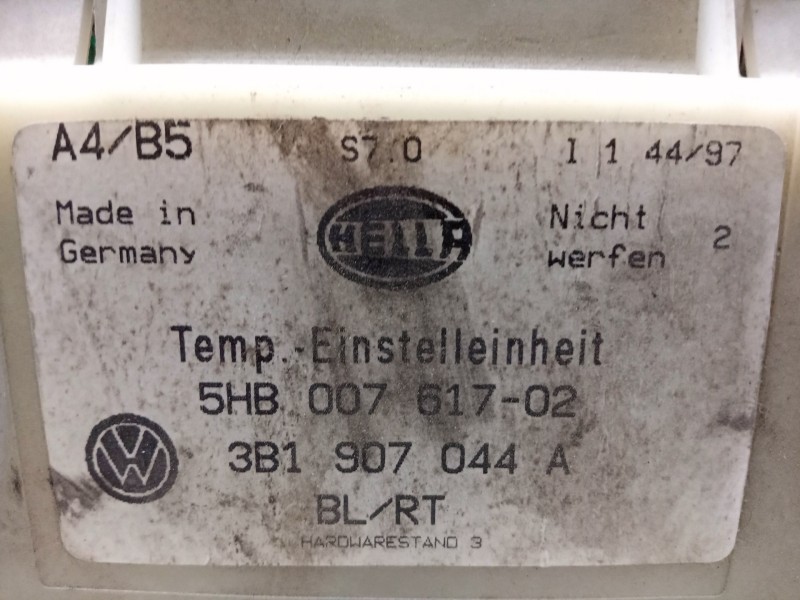 A4/B5 S7.0 I 1 44/97
Made in Germany
HELLA
Nicht werfen 2
Temp.-Einstelleinheit
5HB 007 617-02
VW
3B1 907 044 A
BL/RT
HARDWARESTAND 3